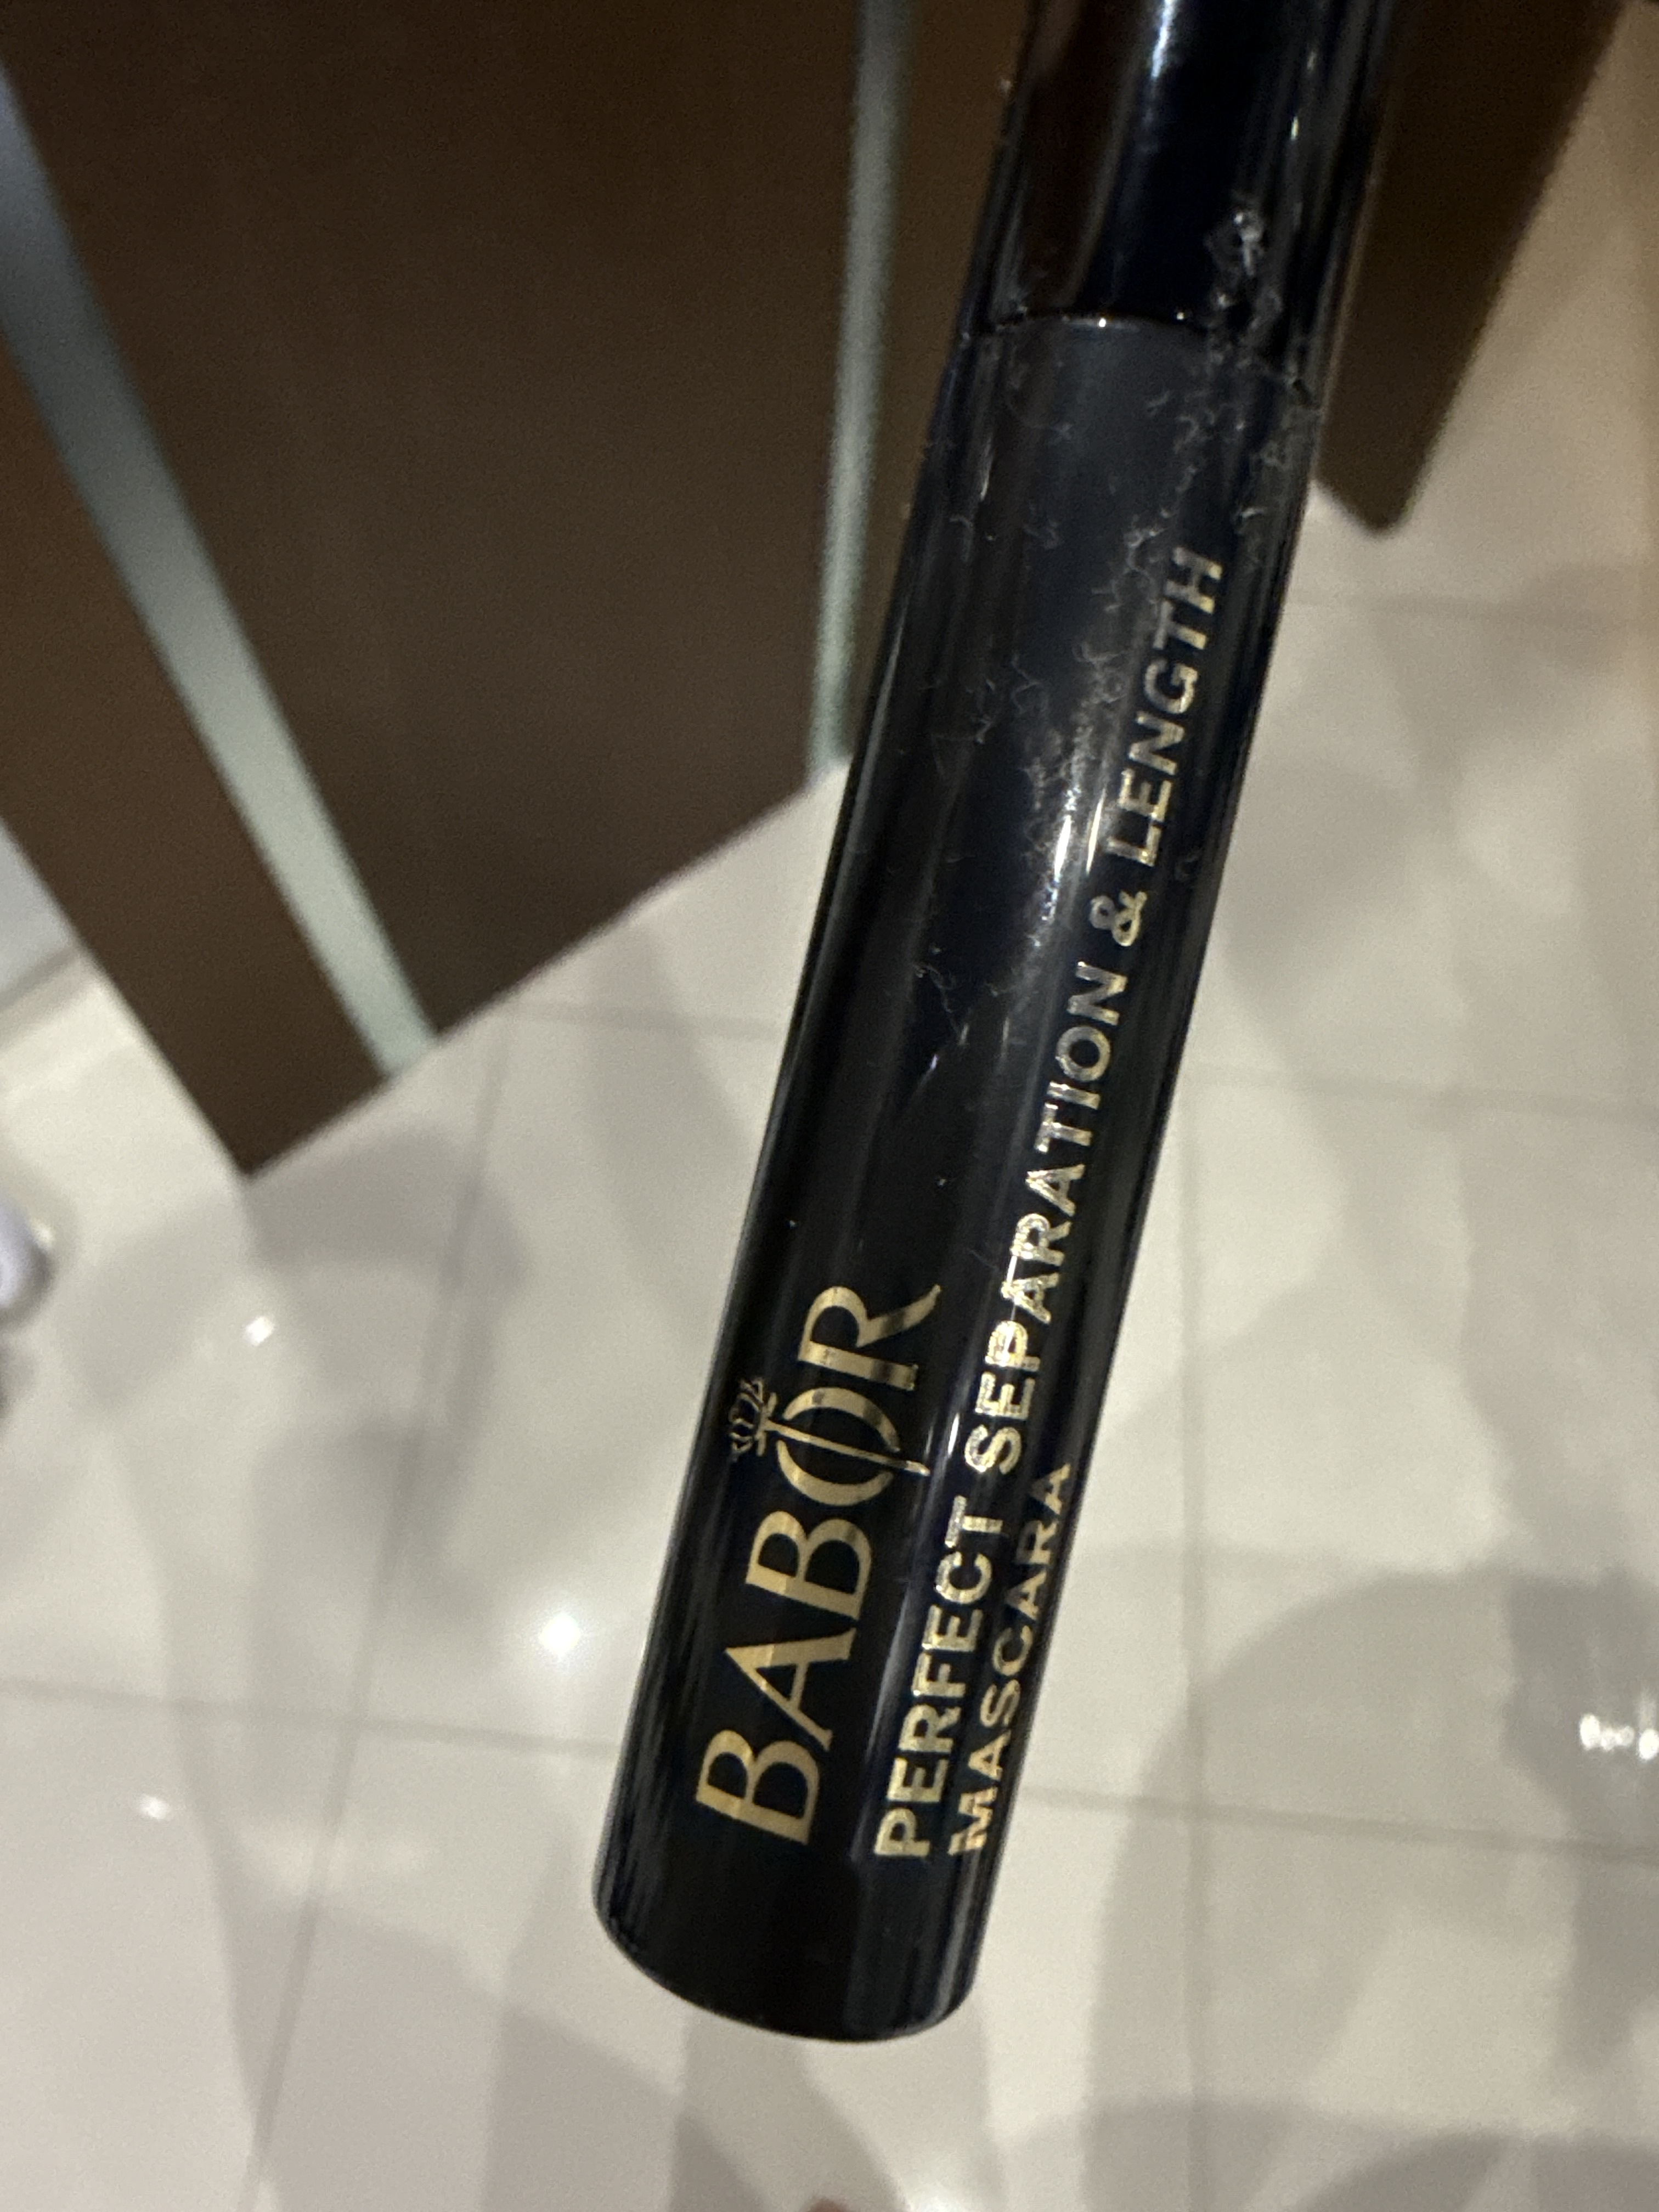 BABOR
PERFECT SEPARATION & LENGTH
MASCARA